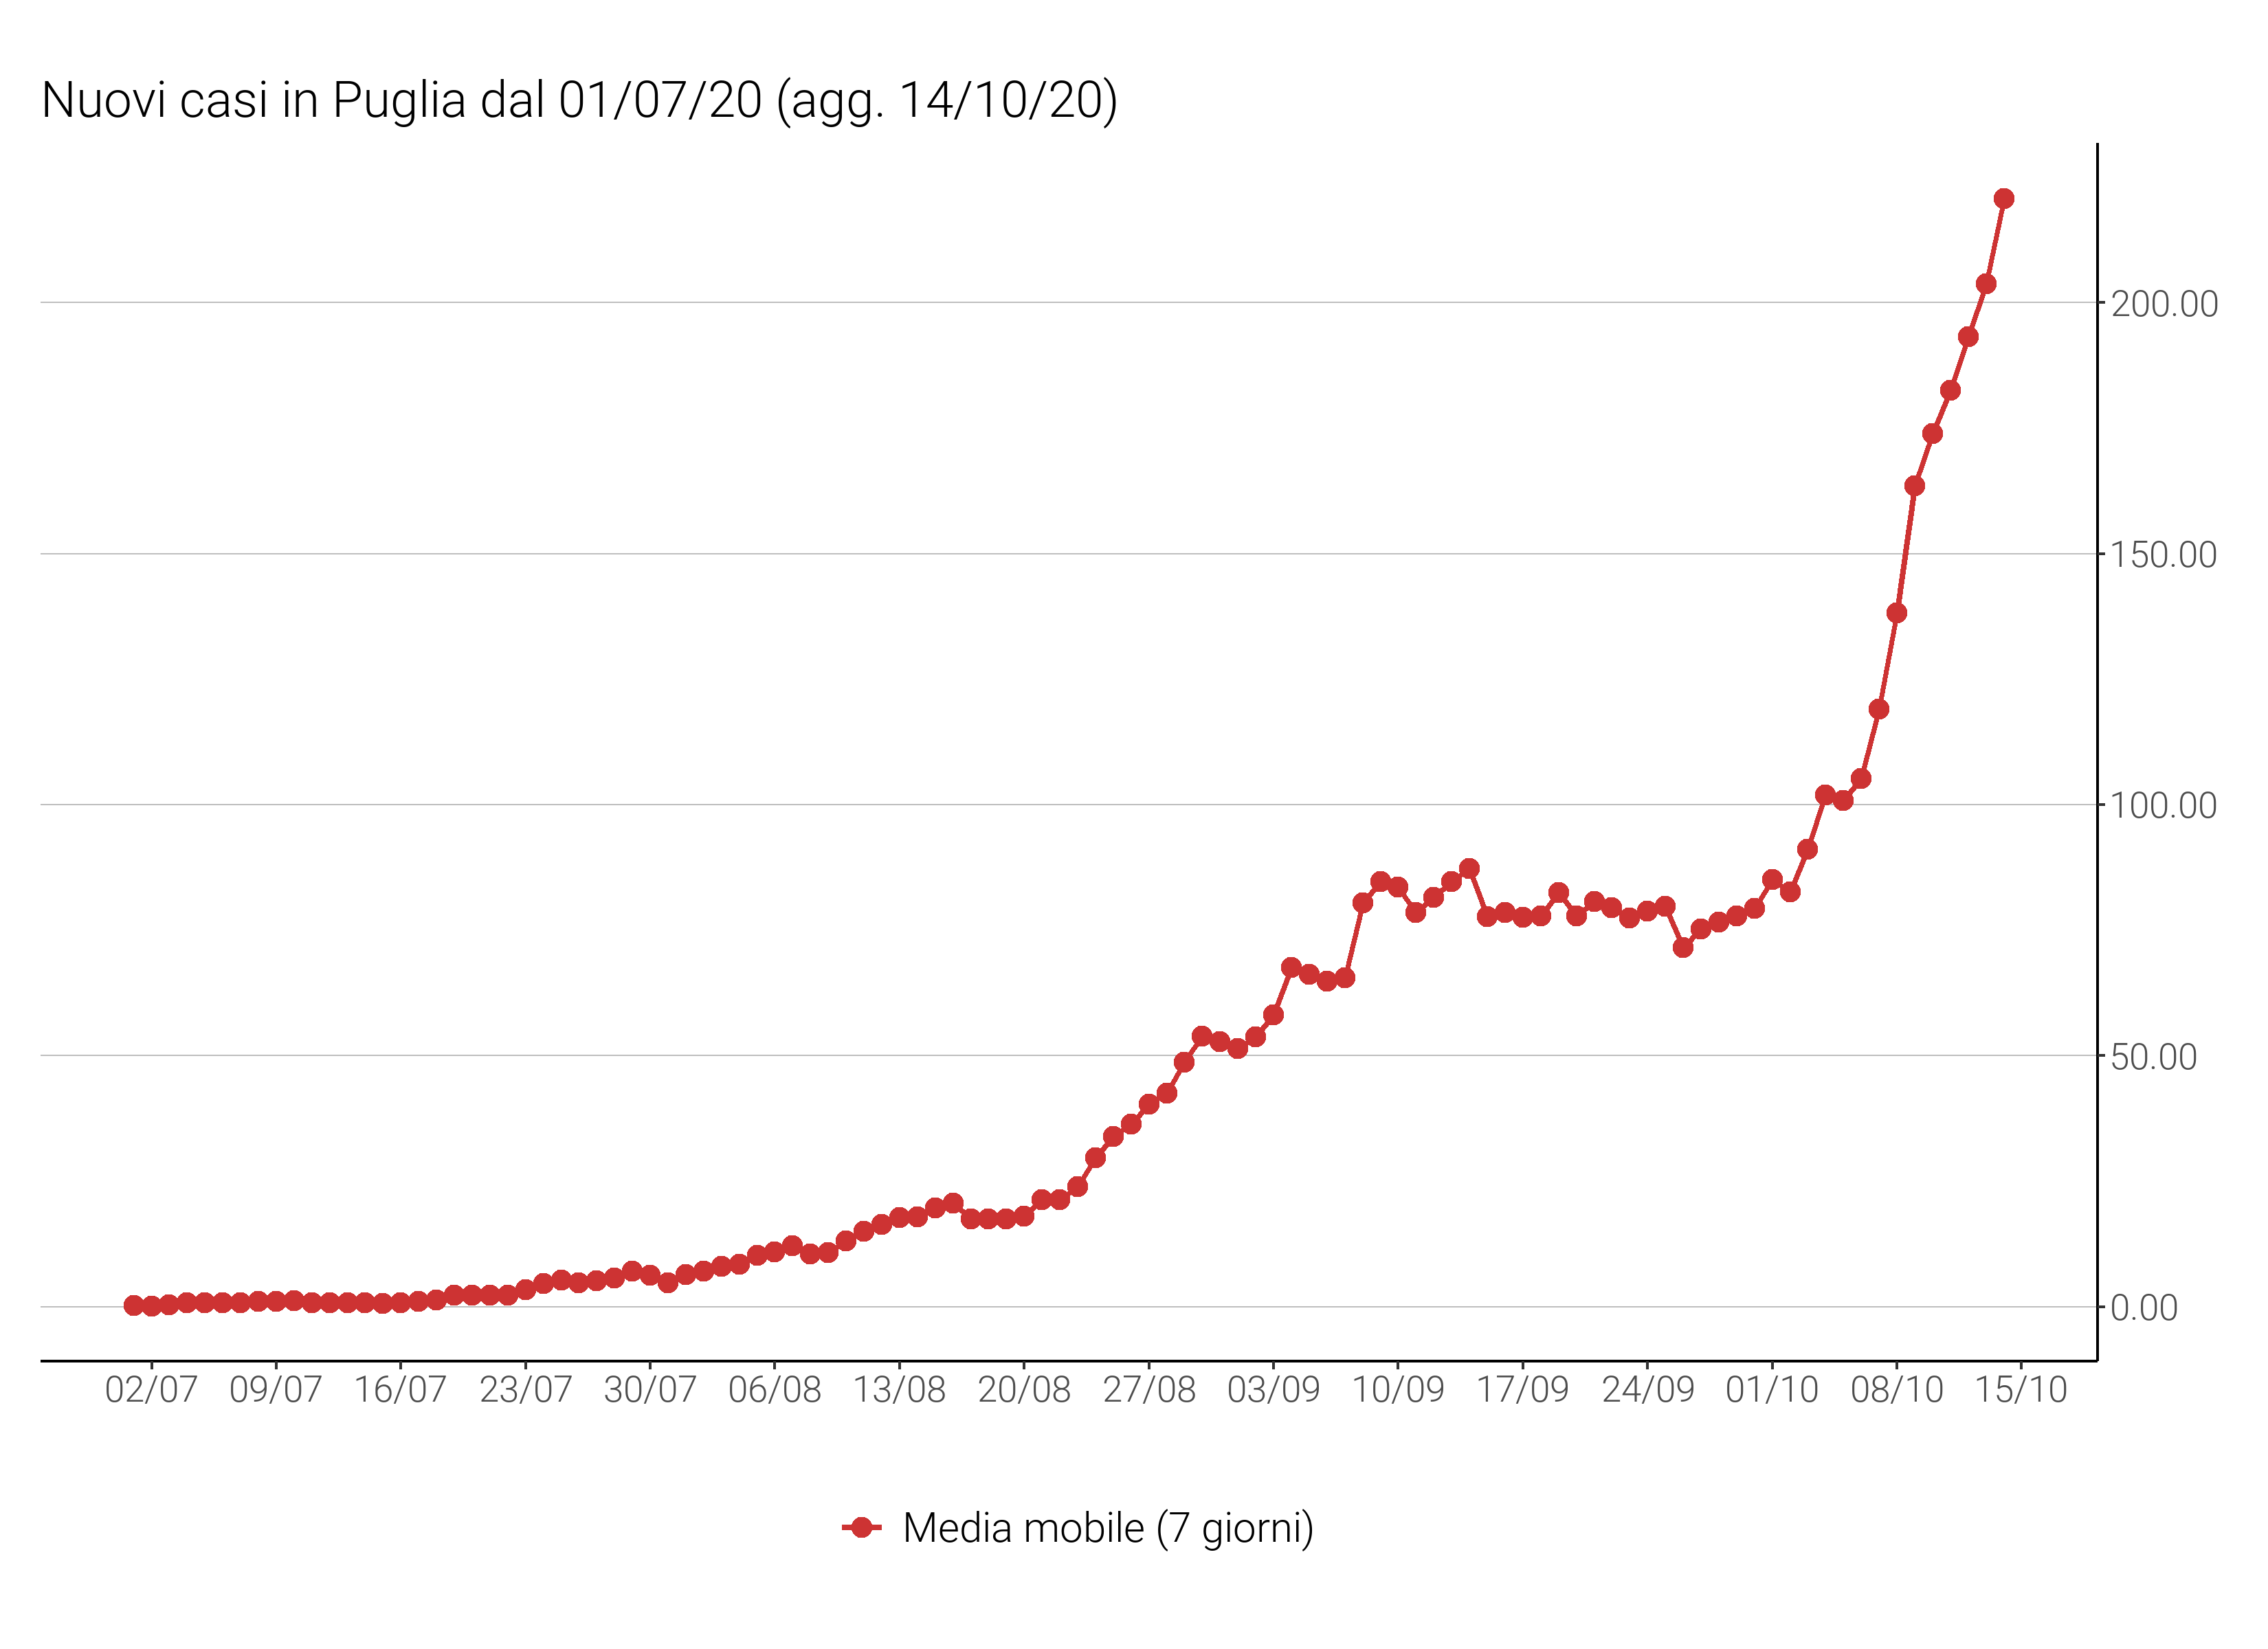 Nuovi casi in Puglia dal 01/07/20 (agg. 14/10/20)
200.00
150.00
100.00
50.00
0.00
02/07 09/07 16/07 23/07 30/07 06/08 13/08 20/08 27/08 03/09 10/09 17/09 24/09 01/10 08/10 15/10
Media mobile (7 giorni)